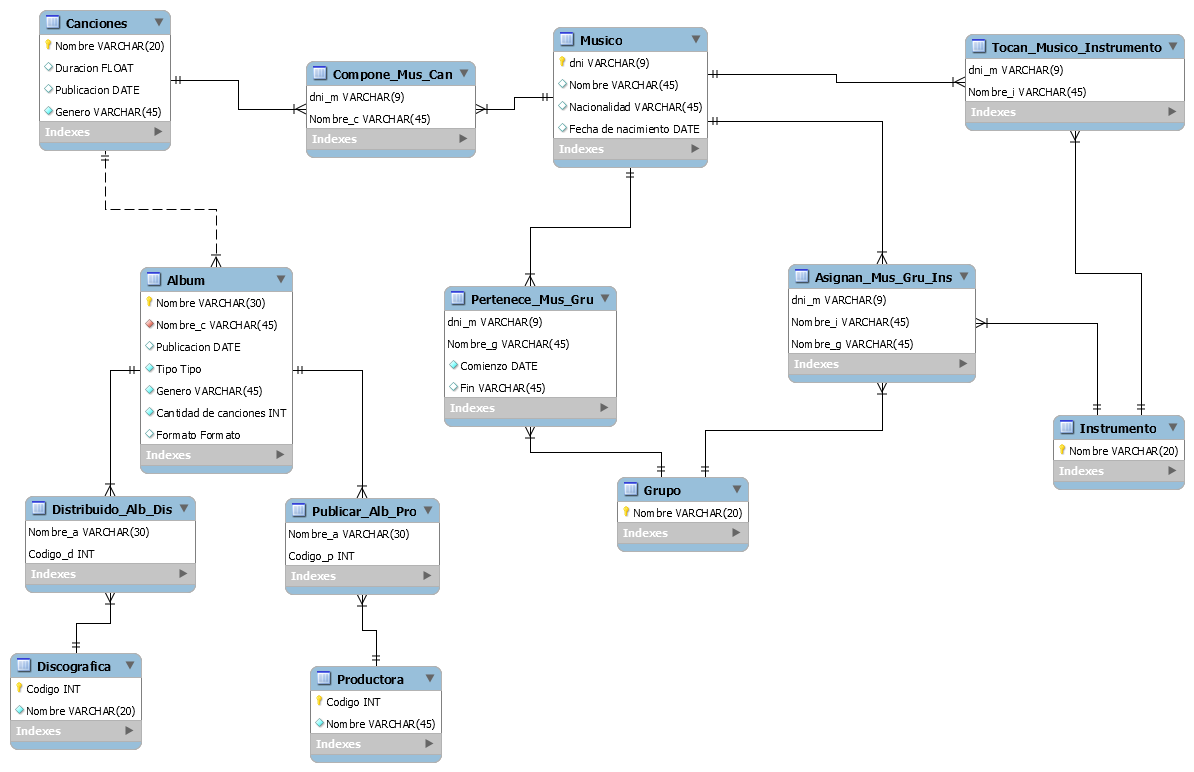 Canciones
Nombre VARCHAR(20)
Duracion FLOAT
Publicacion DATE
Genero VARCHAR(45)
Indexes
Compone_Mus_Can
dni_m VARCHAR(9)
Nombre_c VARCHAR(45)
Indexes
Musico
dni VARCHAR(9)
Nombre VARCHAR(45)
Nacionalidad VARCHAR(45)
Fecha de nacimiento DATE
Indexes
Tocan_Musico_Instrumento
dni_m VARCHAR(9)
Nombre_i VARCHAR(45)
Indexes
Album
Nombre VARCHAR(30)
Nombre_c VARCHAR(45)
Publicacion DATE
Tipo Tipo
Genero VARCHAR(45)
Cantidad de canciones INT
Formato Formato
Indexes
Pertenece_Mus_Gru
dni_m VARCHAR(9)
Nombre_g VARCHAR(45)
Comienzo DATE
Fin VARCHAR(45)
Indexes
Asignan_Mus_Gru_Ins
dni_m VARCHAR(9)
Nombre_i VARCHAR(45)
Nombre_g VARCHAR(45)
Indexes
Instrumento
Nombre VARCHAR(20)
Indexes
Grupo
Nombre VARCHAR(20)
Indexes
Distribuido_Alb_Dis
Nombre_a VARCHAR(30)
Codigo_d INT
Indexes
Publicar_Alb_Pro
Nombre_a VARCHAR(30)
Codigo_p INT
Indexes
Discografica
Codigo INT
Nombre VARCHAR(20)
Indexes
Productora
Codigo INT
Nombre VARCHAR(45)
Indexes